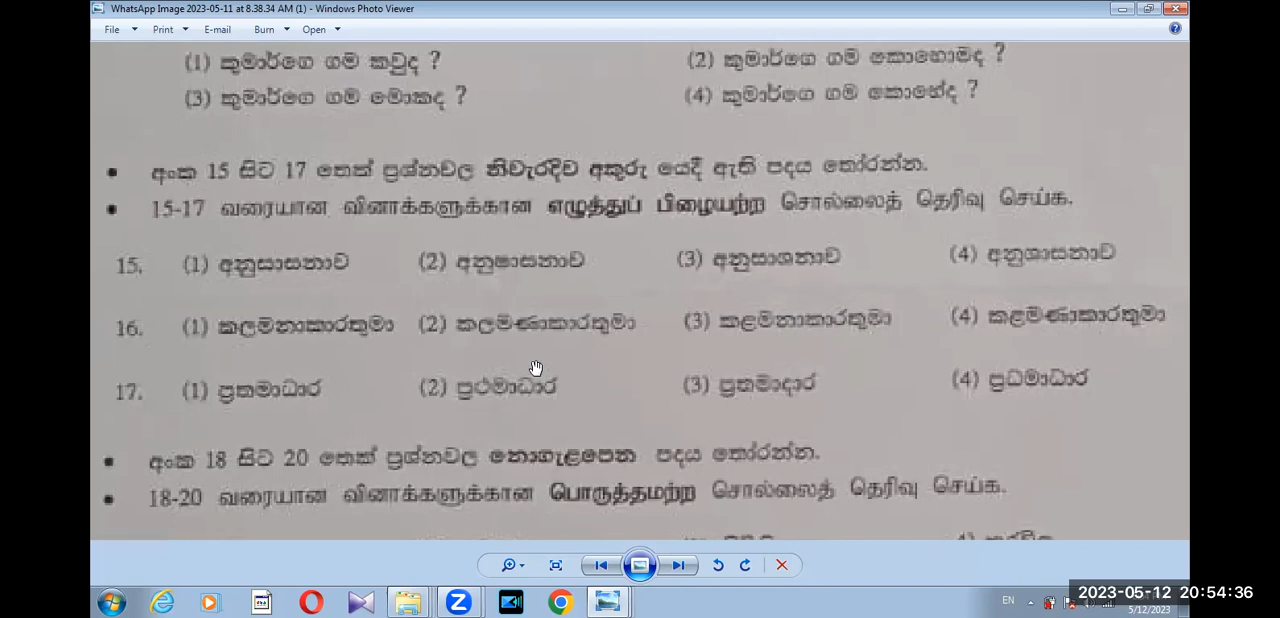 WhatsApp Image 2023-05-11 at 8.38.34 AM (1) - Windows Photo Viewer
File Print E-mail Burn Open
(1) කුමාර්ගෙ ගම කවුද ? (2) කුමාර්ගෙ ගම කොහොමද ?
(3) කුමාර්ගෙ ගම මොකද ? (4) කුමාර්ගෙ ගම කොහේද ?
• අංක 15 සිට 17 තෙක් ප්‍රශ්නවල නිවැරදිව අකුරු යෙදී ඇති පදය තෝරන්න.
• 15-17 வரையான வினாக்களுக்கான எழுத்துப் பிழையற்ற சொல்லைத் தெரிவு செய்க.
15. (1) අනුසාසනාව (2) අනුෂාසනාව (3) අනුසාශනාව (4) අනුශාසනාව
16. (1) කලමනාකාරතුමා (2) කලමණාකාරතුමා (3) කළමනාකාරතුමා (4) කළමණාකාරතුමා
17. (1) ප්‍රතමාධාර (2) ප්‍රථමාධාර (3) ප්‍රතමාදාර (4) ප්‍රධමාධාර
• අංක 18 සිට 20 තෙක් ප්‍රශ්නවල නොගැළපෙන පදය තෝරන්න.
• 18-20 வரையான வினாக்களுக்கான பொருத்தமற்ற சொல்லைத் தெரிவு செய்க.
EN
2023-05-12 20:54:36
5/12/2023